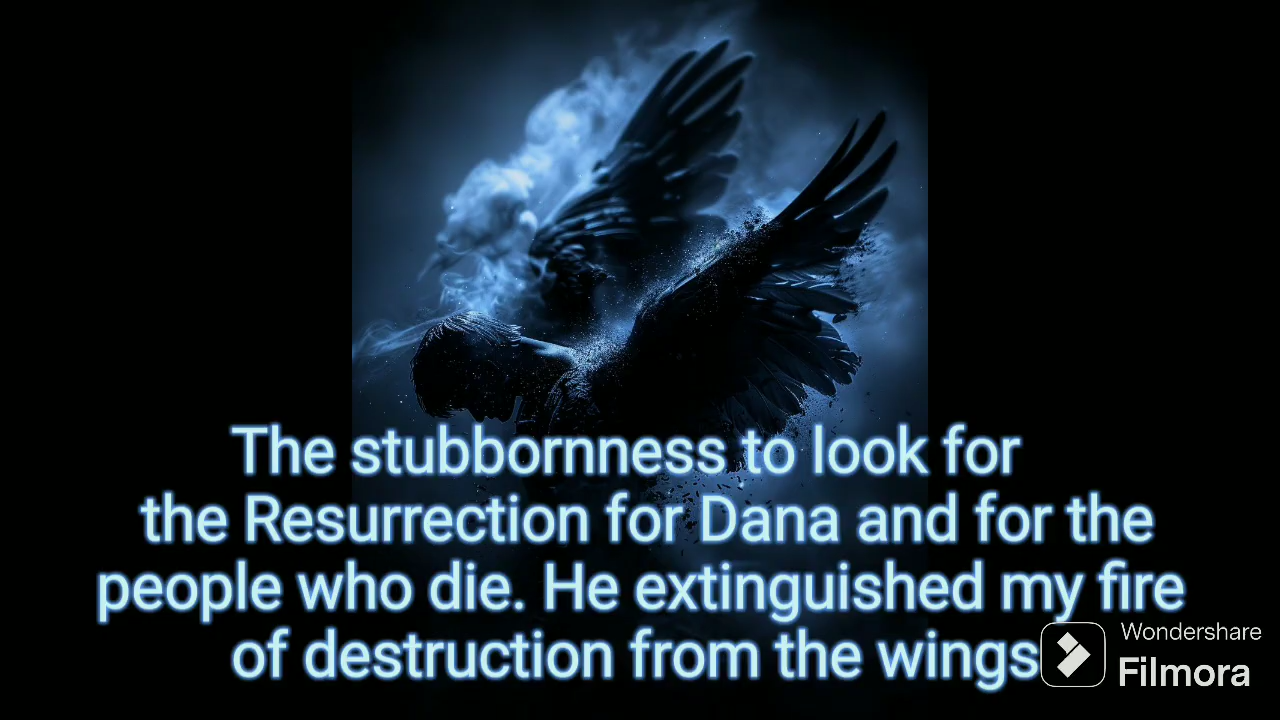 The stubbornness to look for
the Resurrection for Dana and for the
people who die. He extinguished my fire
of destruction from the wings
Wondershare
Filmora